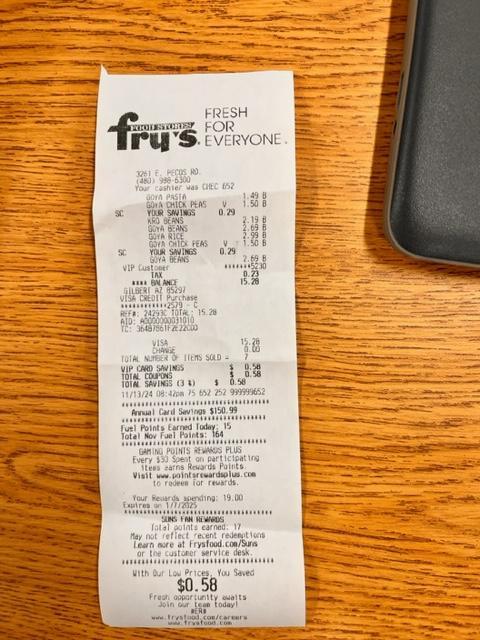 fry's
FOOD STORES
FRESH
FOR
EVERYONE.
3261 E. PECOS RD.
(480) 988-6300
Your cashier was CHEC 652
GOYA PASTA 1.49 B
GOYA CHICK PEAS V 1.50 B
SC YOUR SAVINGS 0.29
KRO BEANS 2.19 B
GOYA BEANS 2.69 B
GOYA RICE 2.99 B
GOYA CHICK PEAS V 1.50 B
SC YOUR SAVINGS 0.29
GOYA BEANS 2.69 B
VIP Customer *******5230
TAX 0.23
**** BALANCE 15.28
GILBERT AZ 85297
VISA CREDIT Purchase
************2579 - C
REF#: 24293C TOTAL: 15.28
AID: A0000000031010
TC: 364B7861F2E22C00
VISA 15.28
CHANGE 0.00
TOTAL NUMBER OF ITEMS SOLD = 7
VIP CARD SAVINGS $ 0.58
TOTAL COUPONS $ 0.58
TOTAL SAVINGS (3 %) $ 0.58
11/13/24 08:42pm 75 652 252 999999652
Annual Card Savings $150.99
Fuel Points Earned Today: 15
Total Nov Fuel Points: 164
GAMING POINTS REWARDS PLUS
Every $30 Spent on participating
items earns Rewards Points.
Visit www.pointsrewardsplus.com
to redeem for rewards.
Your Rewards spending: 19.00
Expires on 1/7/2025
SUNS FAN REWARDS
Total points earned: 17
May not reflect recent redemptions
Learn more at Frysfood.com/Suns
or the customer service desk.
With Our Low Prices, You Saved
$0.58
Fresh opportunity awaits
Join our team today!
#ER#
www.frysfood.com/careers
www.frysfood.com